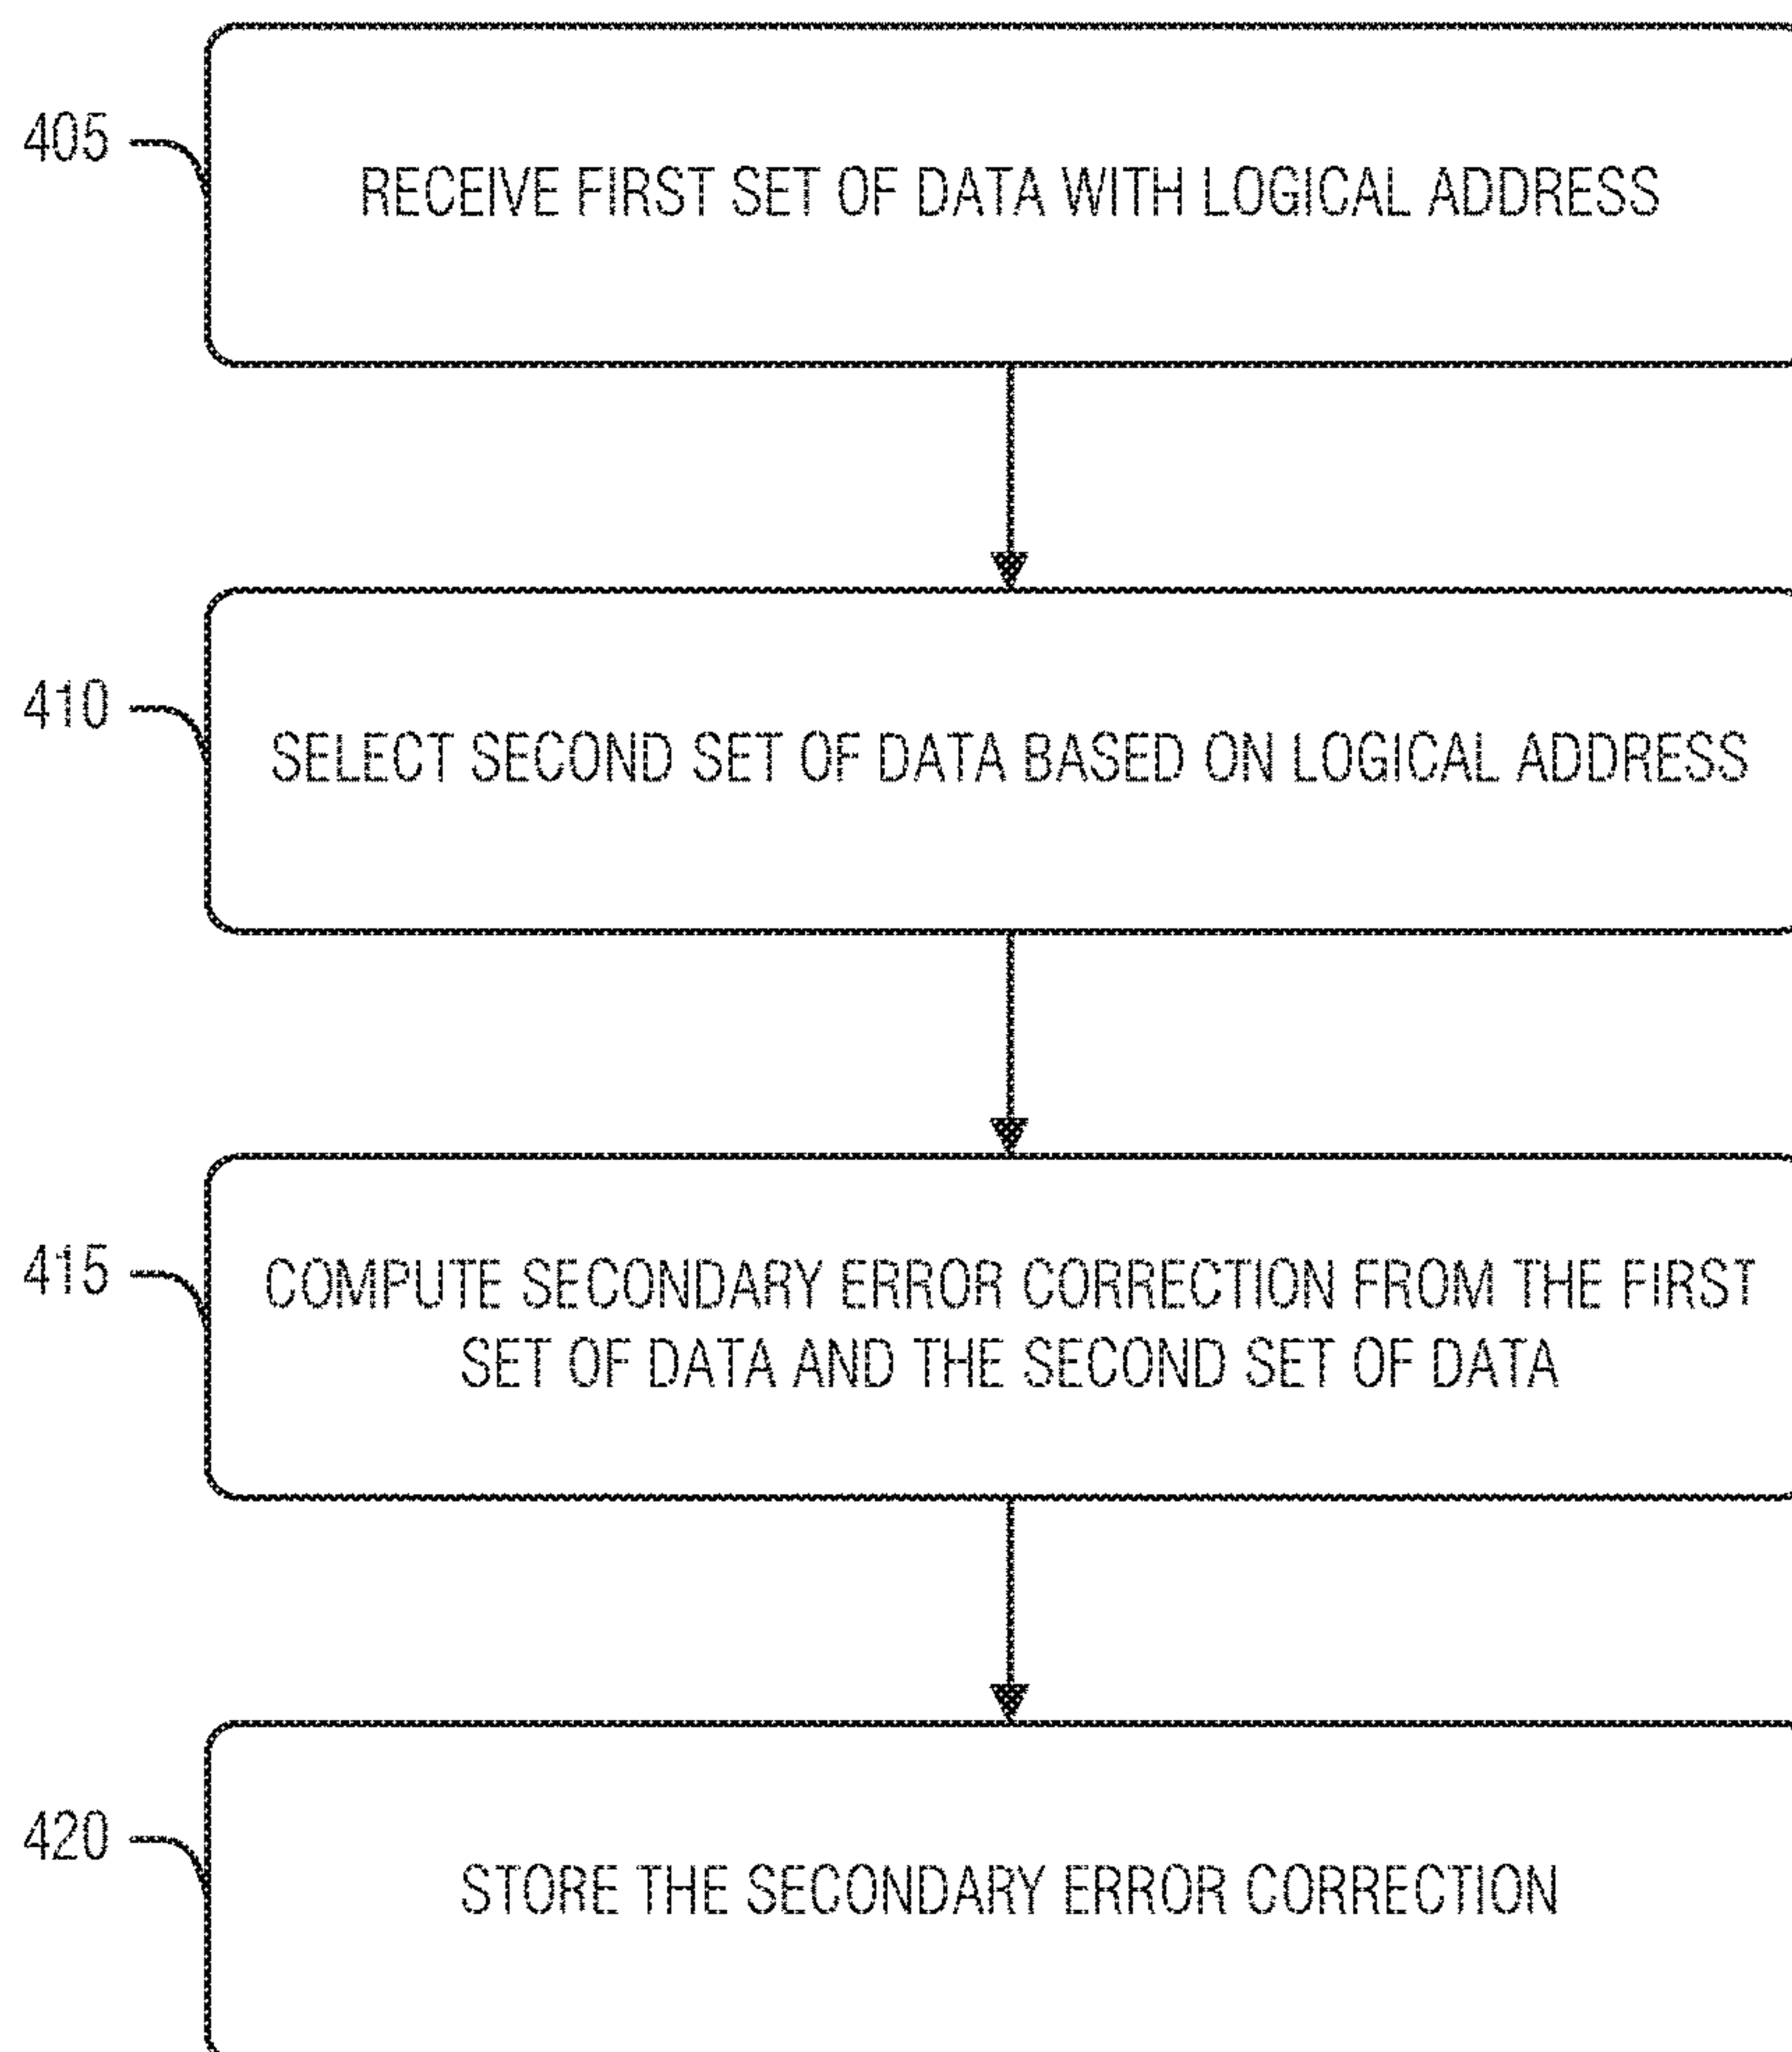 405
RECEIVE FIRST SET OF DATA WITH LOGICAL ADDRESS
410
SELECT SECOND SET OF DATA BASED ON LOGICAL ADDRESS
415
COMPUTE SECONDARY ERROR CORRECTION FROM THE FIRST
SET OF DATA AND THE SECOND SET OF DATA
420
STORE THE SECONDARY ERROR CORRECTION